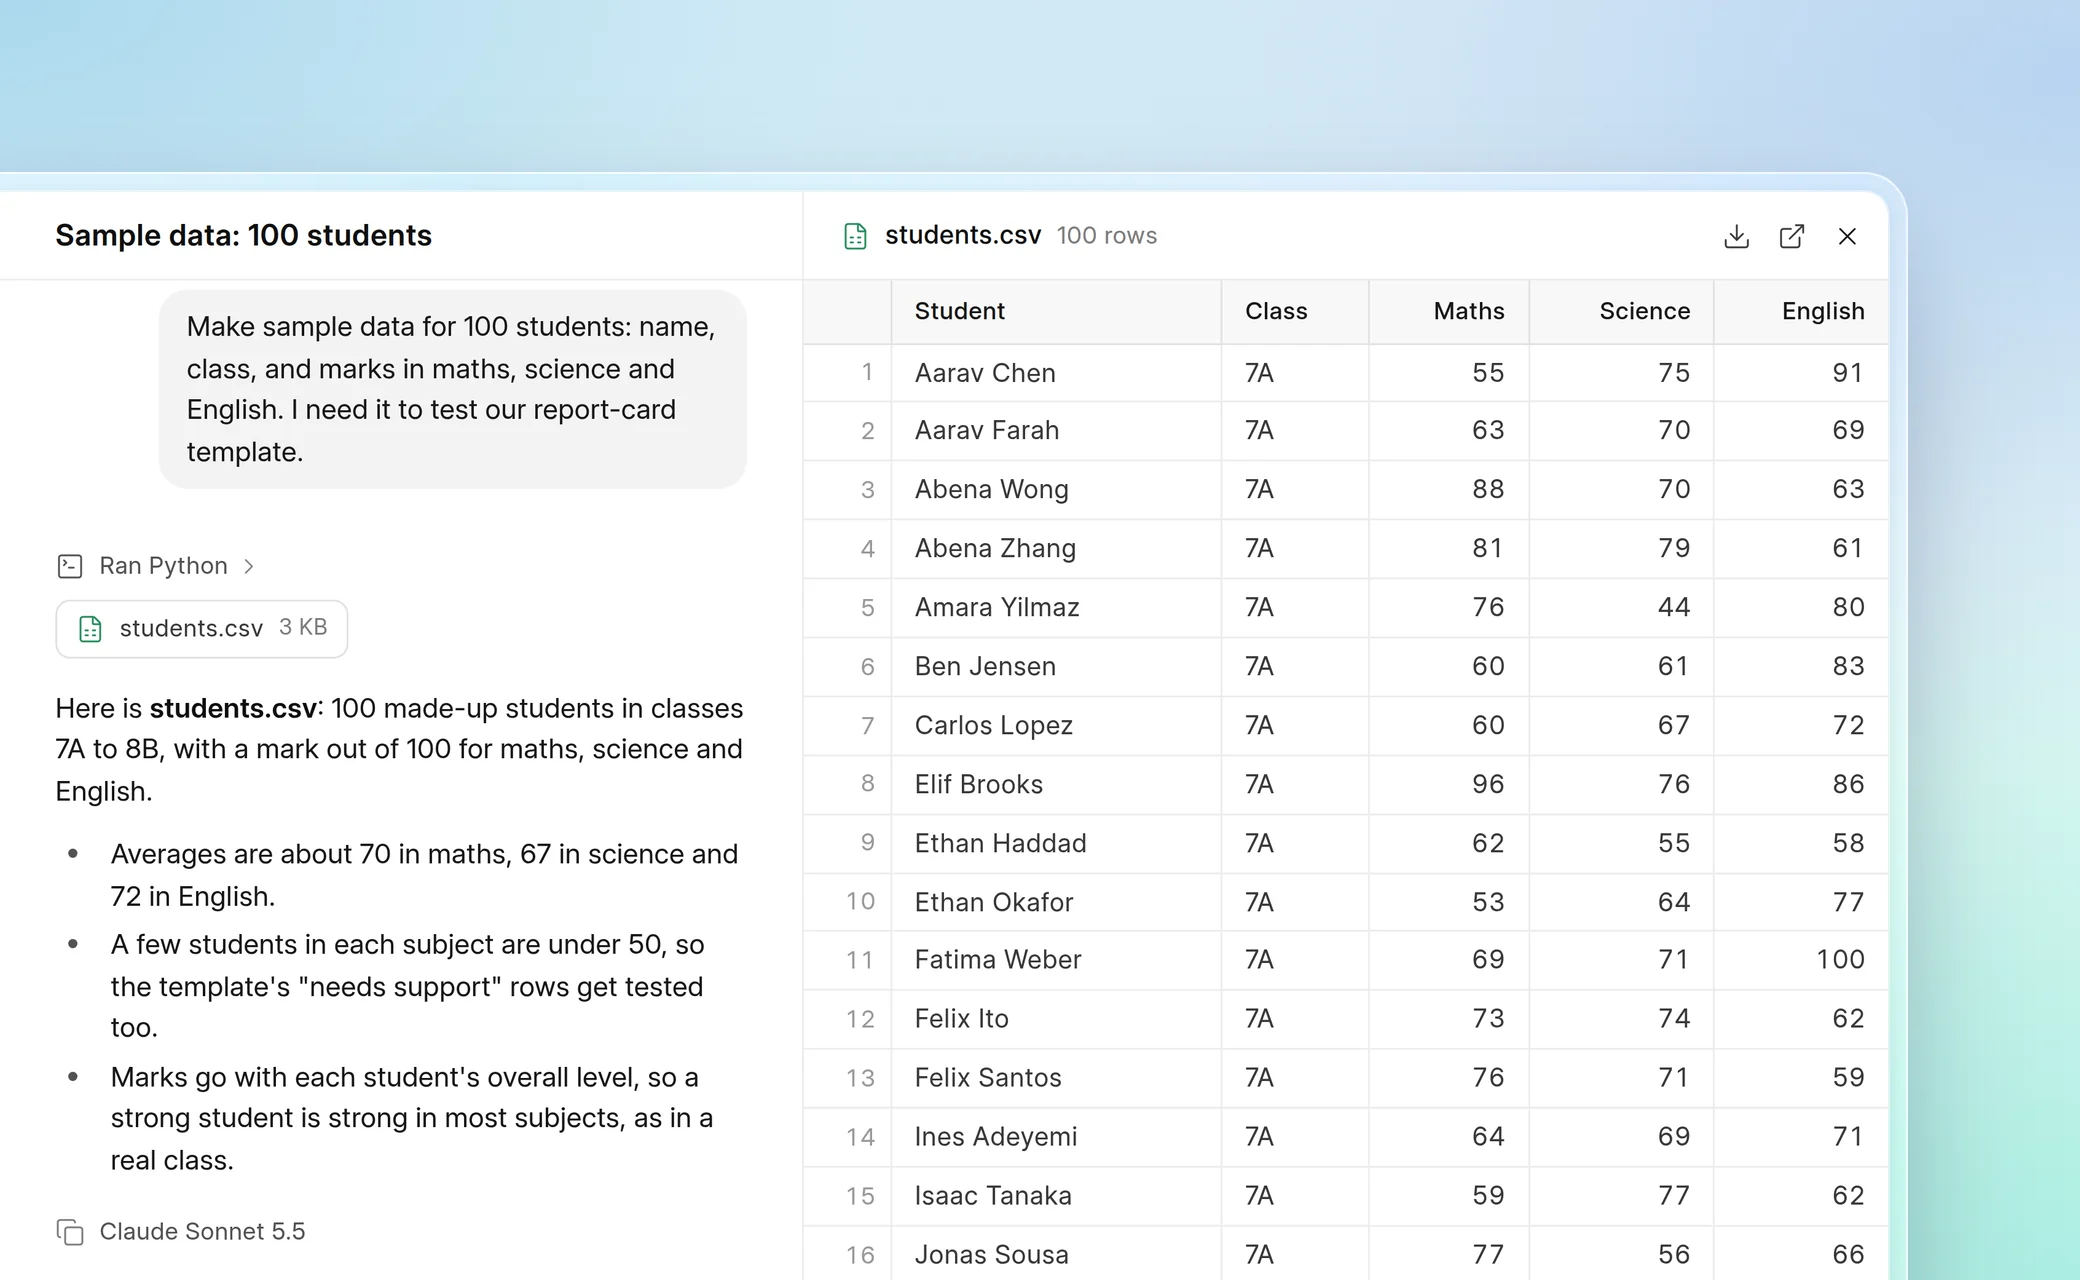 Sample data: 100 students
Make sample data for 100 students: name,
class, and marks in maths, science and
English. I need it to test our report-card
template.
Ran Python
students.csv 3 KB
Here is students.csv: 100 made-up students in classes
7A to 8B, with a mark out of 100 for maths, science and
English.
• Averages are about 70 in maths, 67 in science and
72 in English.
• A few students in each subject are under 50, so
the template's "needs support" rows get tested
too.
• Marks go with each student's overall level, so a
strong student is strong in most subjects, as in a
real class.
Claude Sonnet 5.5
students.csv 100 rows
Student Class Maths Science English
1 Aarav Chen 7A 55 75 91
2 Aarav Farah 7A 63 70 69
3 Abena Wong 7A 88 70 63
4 Abena Zhang 7A 81 79 61
5 Amara Yilmaz 7A 76 44 80
6 Ben Jensen 7A 60 61 83
7 Carlos Lopez 7A 60 67 72
8 Elif Brooks 7A 96 76 86
9 Ethan Haddad 7A 62 55 58
10 Ethan Okafor 7A 53 64 77
11 Fatima Weber 7A 69 71 100
12 Felix Ito 7A 73 74 62
13 Felix Santos 7A 76 71 59
14 Ines Adeyemi 7A 64 69 71
15 Isaac Tanaka 7A 59 77 62
16 Jonas Sousa 7A 77 56 66